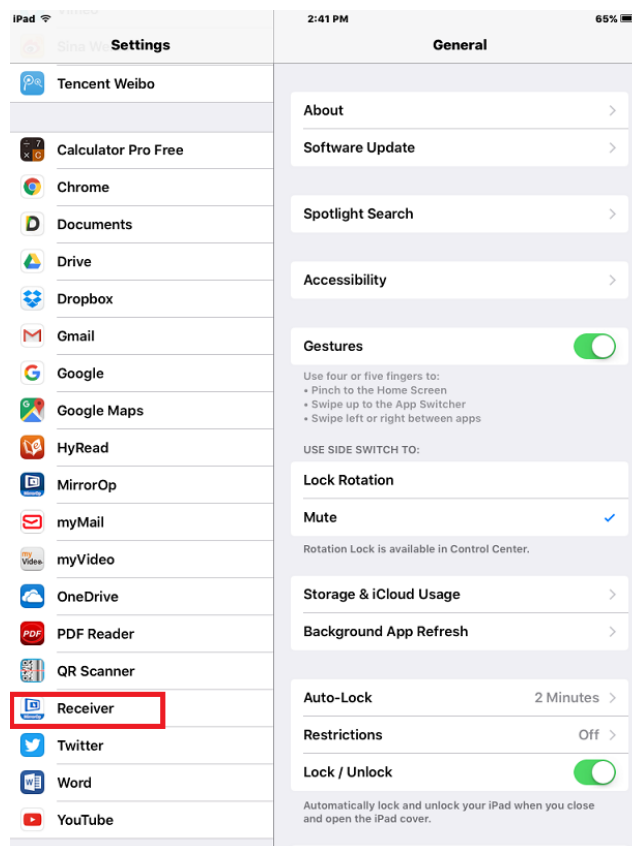 iPad
2:41 PM
65%
Settings
General
Tencent Weibo
Calculator Pro Free
Chrome
Documents
Drive
Dropbox
Gmail
Google
Google Maps
HyRead
MirrorOp
myMail
myVideo
OneDrive
PDF Reader
QR Scanner
Receiver
Twitter
Word
YouTube
About
Software Update
Spotlight Search
Accessibility
Gestures
Use four or five fingers to:
• Pinch to the Home Screen
• Swipe up to the App Switcher
• Swipe left or right between apps
USE SIDE SWITCH TO:
Lock Rotation
Mute
Rotation Lock is available in Control Center.
Storage & iCloud Usage
Background App Refresh
Auto-Lock 2 Minutes
Restrictions Off
Lock / Unlock
Automatically lock and unlock your iPad when you close
and open the iPad cover.